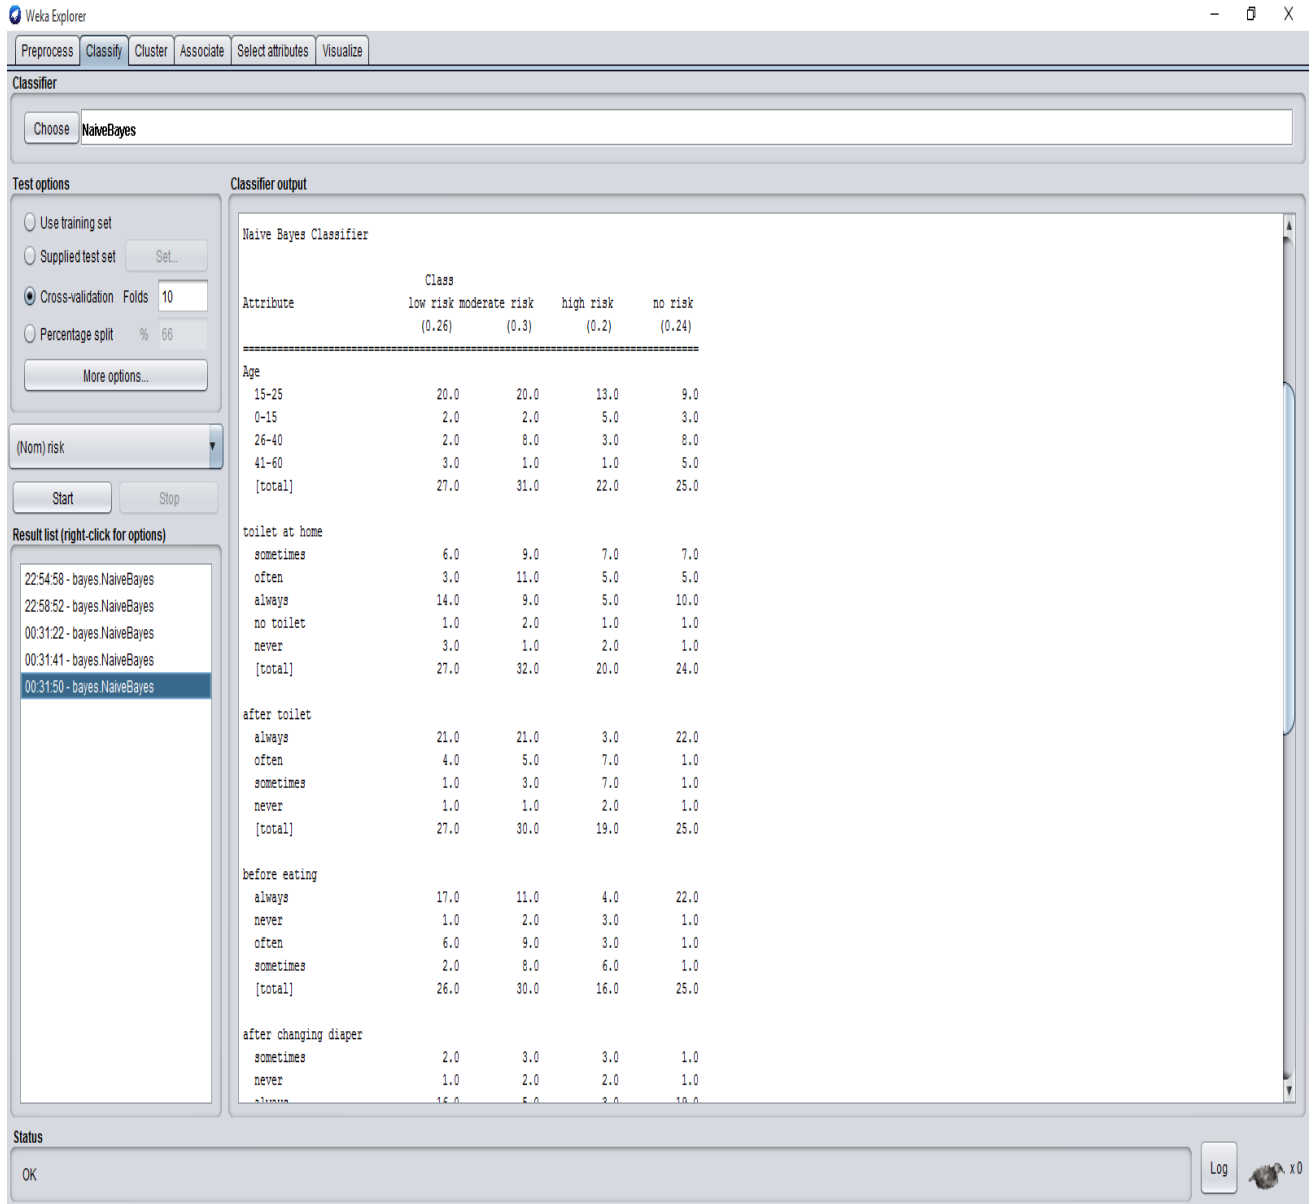 Weka Explorer
Preprocess Classify Cluster Associate Select attributes Visualize
Classifier
Choose NaiveBayes
Test options
Use training set
Supplied test set Set...
Cross-validation Folds 10
Percentage split % 66
More options...
(Nom) risk
Start Stop
Result list (right-click for options)
22:54:58 - bayes.NaiveBayes
22:58:52 - bayes.NaiveBayes
00:31:22 - bayes.NaiveBayes
00:31:41 - bayes.NaiveBayes
00:31:50 - bayes.NaiveBayes
Classifier output
Naive Bayes Classifier
Class
Attribute low risk moderate risk high risk no risk
(0.26) (0.3) (0.2) (0.24)
================================================================================
Age
15-25 20.0 20.0 13.0 9.0
0-15 2.0 2.0 5.0 3.0
26-40 2.0 8.0 3.0 8.0
41-60 3.0 1.0 1.0 5.0
[total] 27.0 31.0 22.0 25.0
toilet at home
sometimes 6.0 9.0 7.0 7.0
often 3.0 11.0 5.0 5.0
always 14.0 9.0 5.0 10.0
no toilet 1.0 2.0 1.0 1.0
never 3.0 1.0 2.0 1.0
[total] 27.0 32.0 20.0 24.0
after toilet
always 21.0 21.0 3.0 22.0
often 4.0 5.0 7.0 1.0
sometimes 1.0 3.0 7.0 1.0
never 1.0 1.0 2.0 1.0
[total] 27.0 30.0 19.0 25.0
before eating
always 17.0 11.0 4.0 22.0
never 1.0 2.0 3.0 1.0
often 6.0 9.0 3.0 1.0
sometimes 2.0 8.0 6.0 1.0
[total] 26.0 30.0 16.0 25.0
after changing diaper
sometimes 2.0 3.0 3.0 1.0
never 1.0 2.0 2.0 1.0
always 16.0 5.0 3.0 19.0
Status
OK
Log x 0